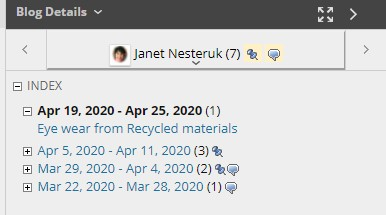 Blog Details
Janet Nesteruk (7)
INDEX
Apr 19, 2020 - Apr 25, 2020 (1)
Eye wear from Recycled materials
Apr 5, 2020 - Apr 11, 2020 (3)
Mar 29, 2020 - Apr 4, 2020 (2)
Mar 22, 2020 - Mar 28, 2020 (1)